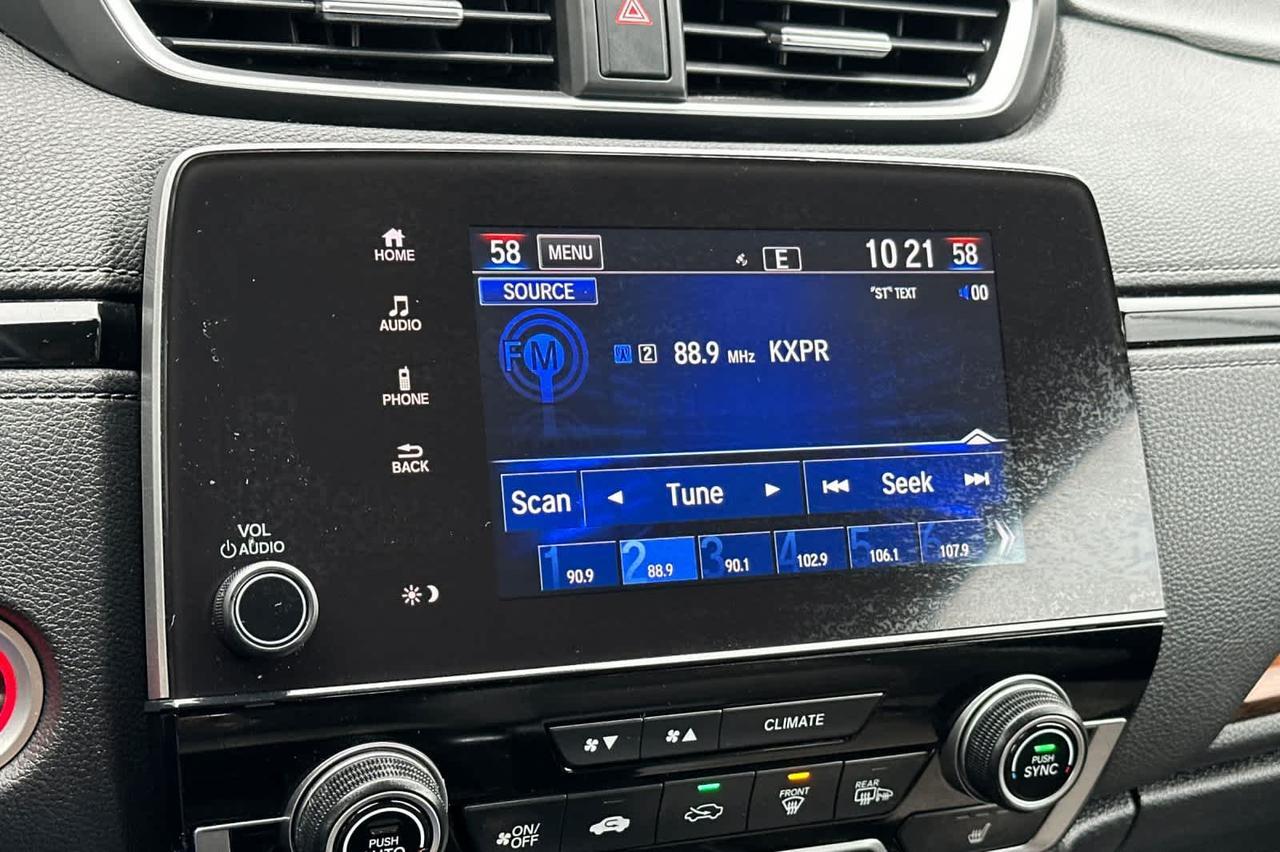 HOME
AUDIO
PHONE
BACK
VOL
AUDIO
58 MENU E 10 21 58
SOURCE "ST" TEXT 00
FM 2 88.9 MHz KXPR
Scan Tune Seek
1 90.9 2 88.9 3 90.1 4 102.9 5 106.1 6 107.9
CLIMATE
PUSH
SYNC
ON/
OFF
FRONT
REAR
PUSH
AUTO